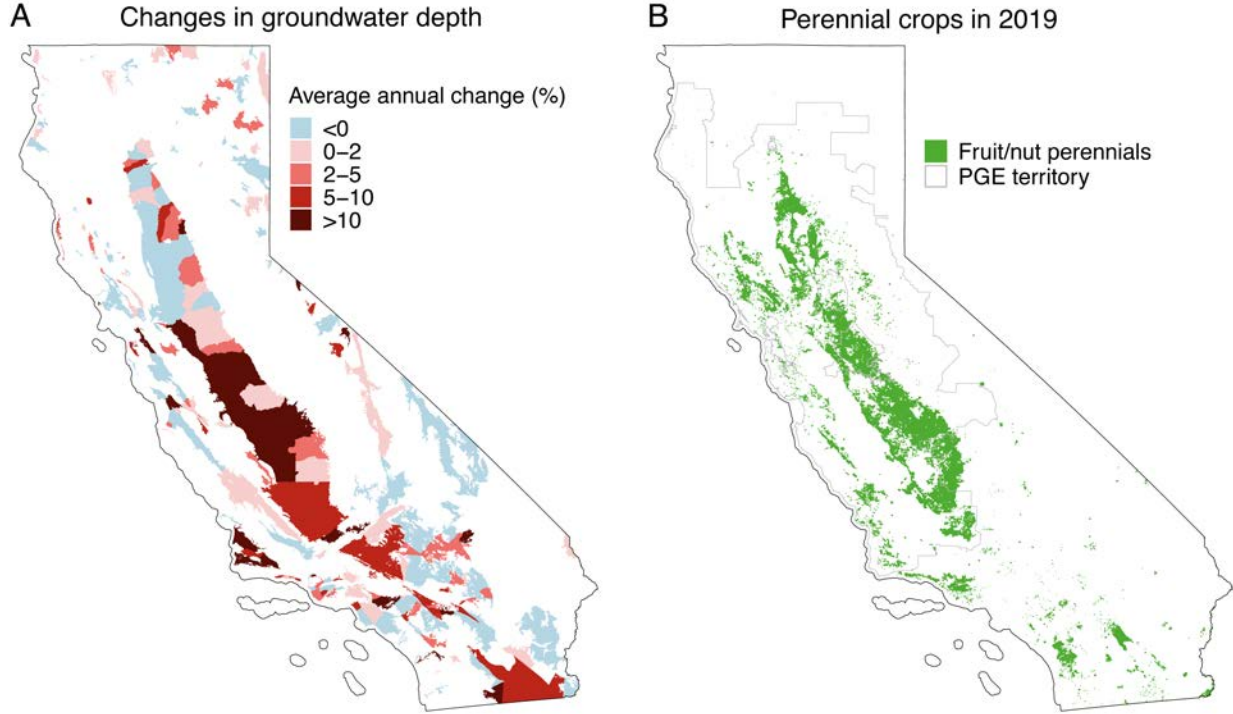 A
Changes in groundwater depth
Average annual change (%)
<0
0–2
2–5
5–10
>10
B
Perennial crops in 2019
Fruit/nut perennials
PGE territory